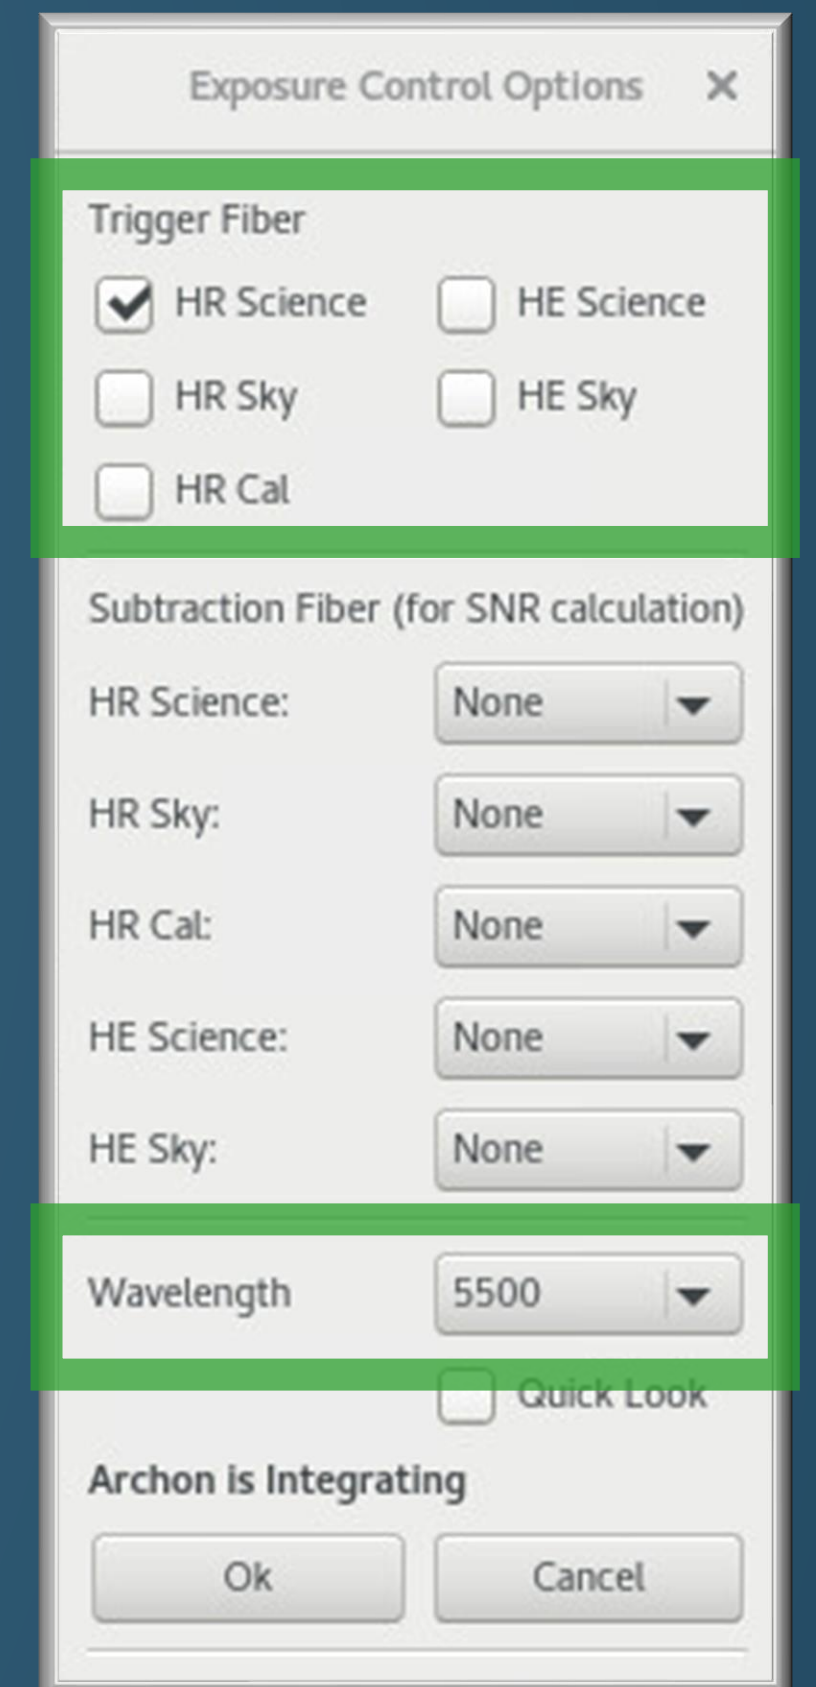 Exposure Control Options
Trigger Fiber
HR Science HE Science
HR Sky HE Sky
HR Cal
Subtraction Fiber (for SNR calculation)
HR Science: None
HR Sky: None
HR Cal: None
HE Science: None
HE Sky: None
Wavelength 5500
Quick Look
Archon is Integrating
Ok Cancel